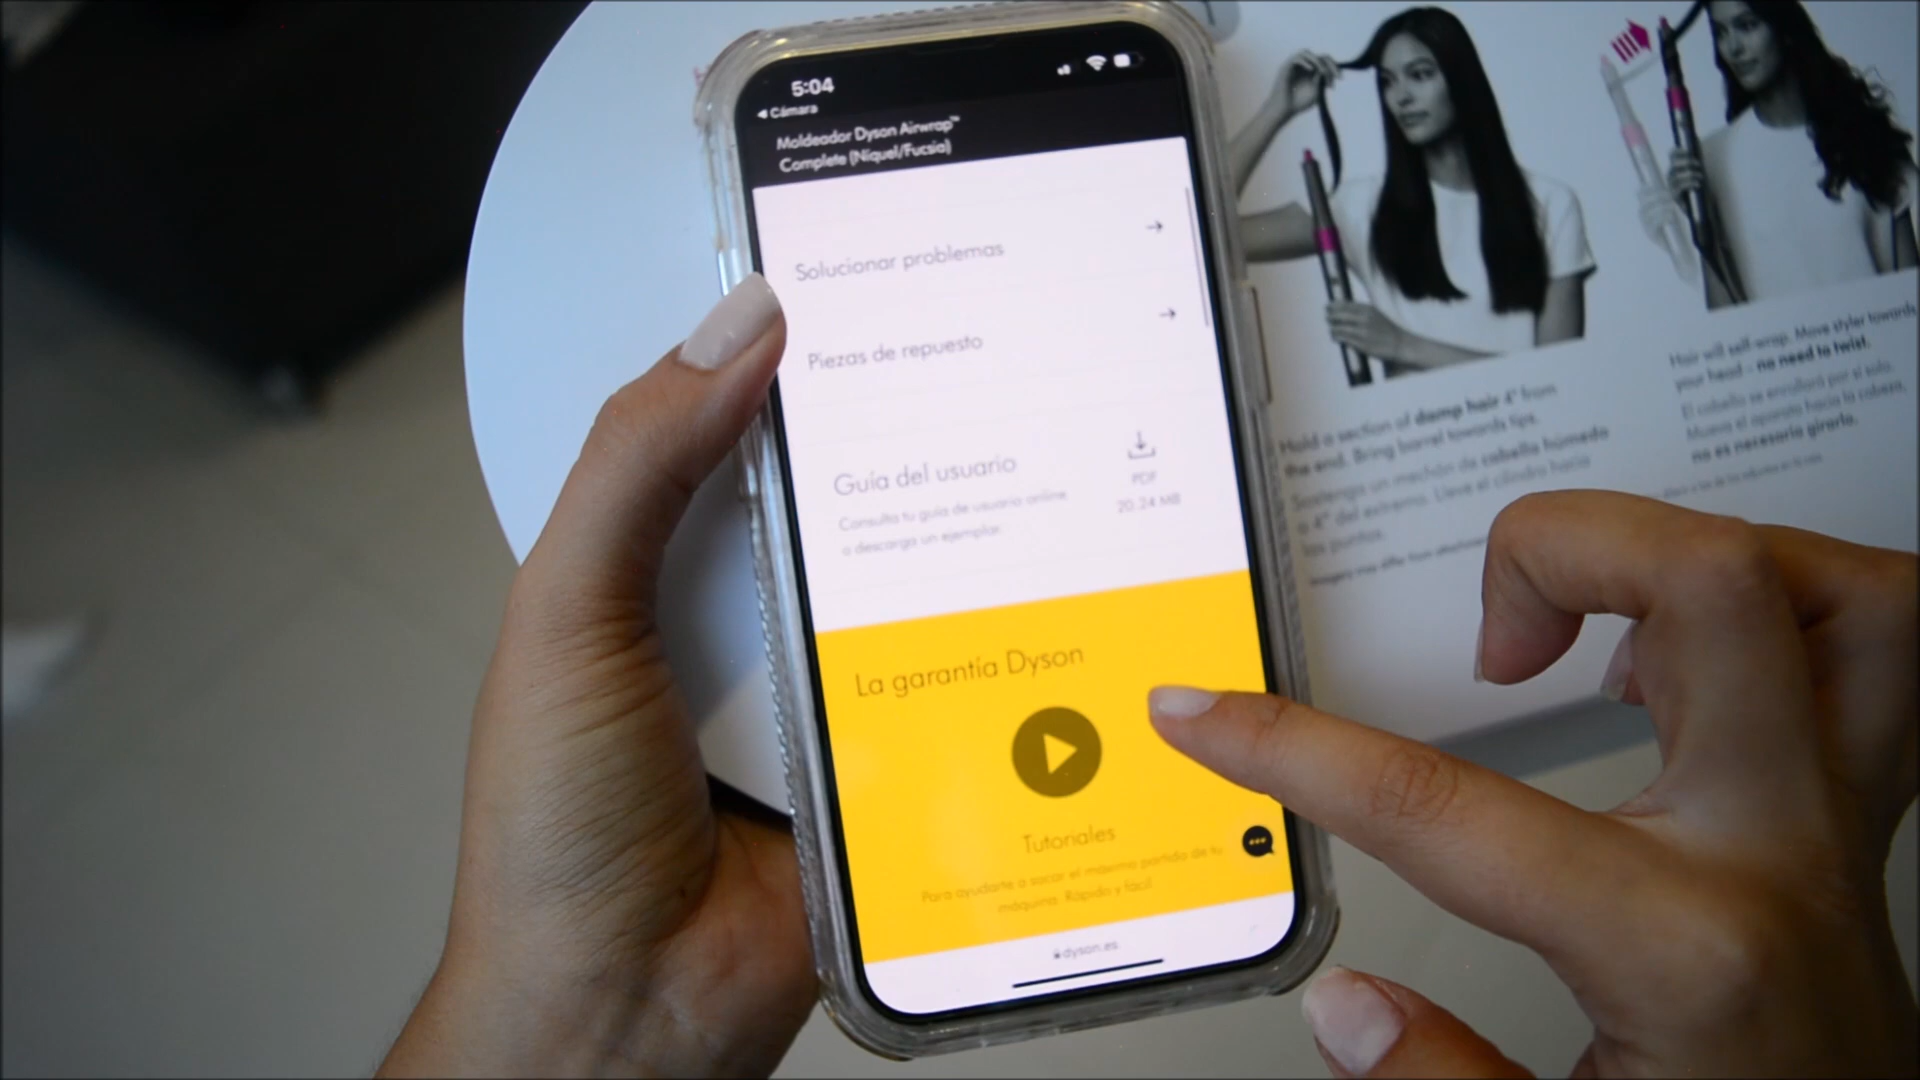 5:04
Cámara
Moldeador Dyson Airwrap™
Complete (Níquel/Fucsia)
Solucionar problemas
Piezas de repuesto
Guía del usuario
Consulta tu guía de usuario online
o descarga un ejemplar.
PDF
20.24 MB
La garantía Dyson
Tutoriales
Para ayudarte a sacar el máximo partido de tu
máquina. Rápido y fácil
dyson.es
Hold a section of damp hair 4" from
the end. Bring barrel towards tips.
Sostenga un mechón de cabello húmedo
a 4" del extremo. Lleve el cilindro hacia
las puntas.
Imagery may differ from
Hair will self-wrap. Move styler towards
your head – no need to twist.
El cabello se enrollará por sí solo.
Mueva el aparato hacia la cabeza,
no es necesario girarlo.